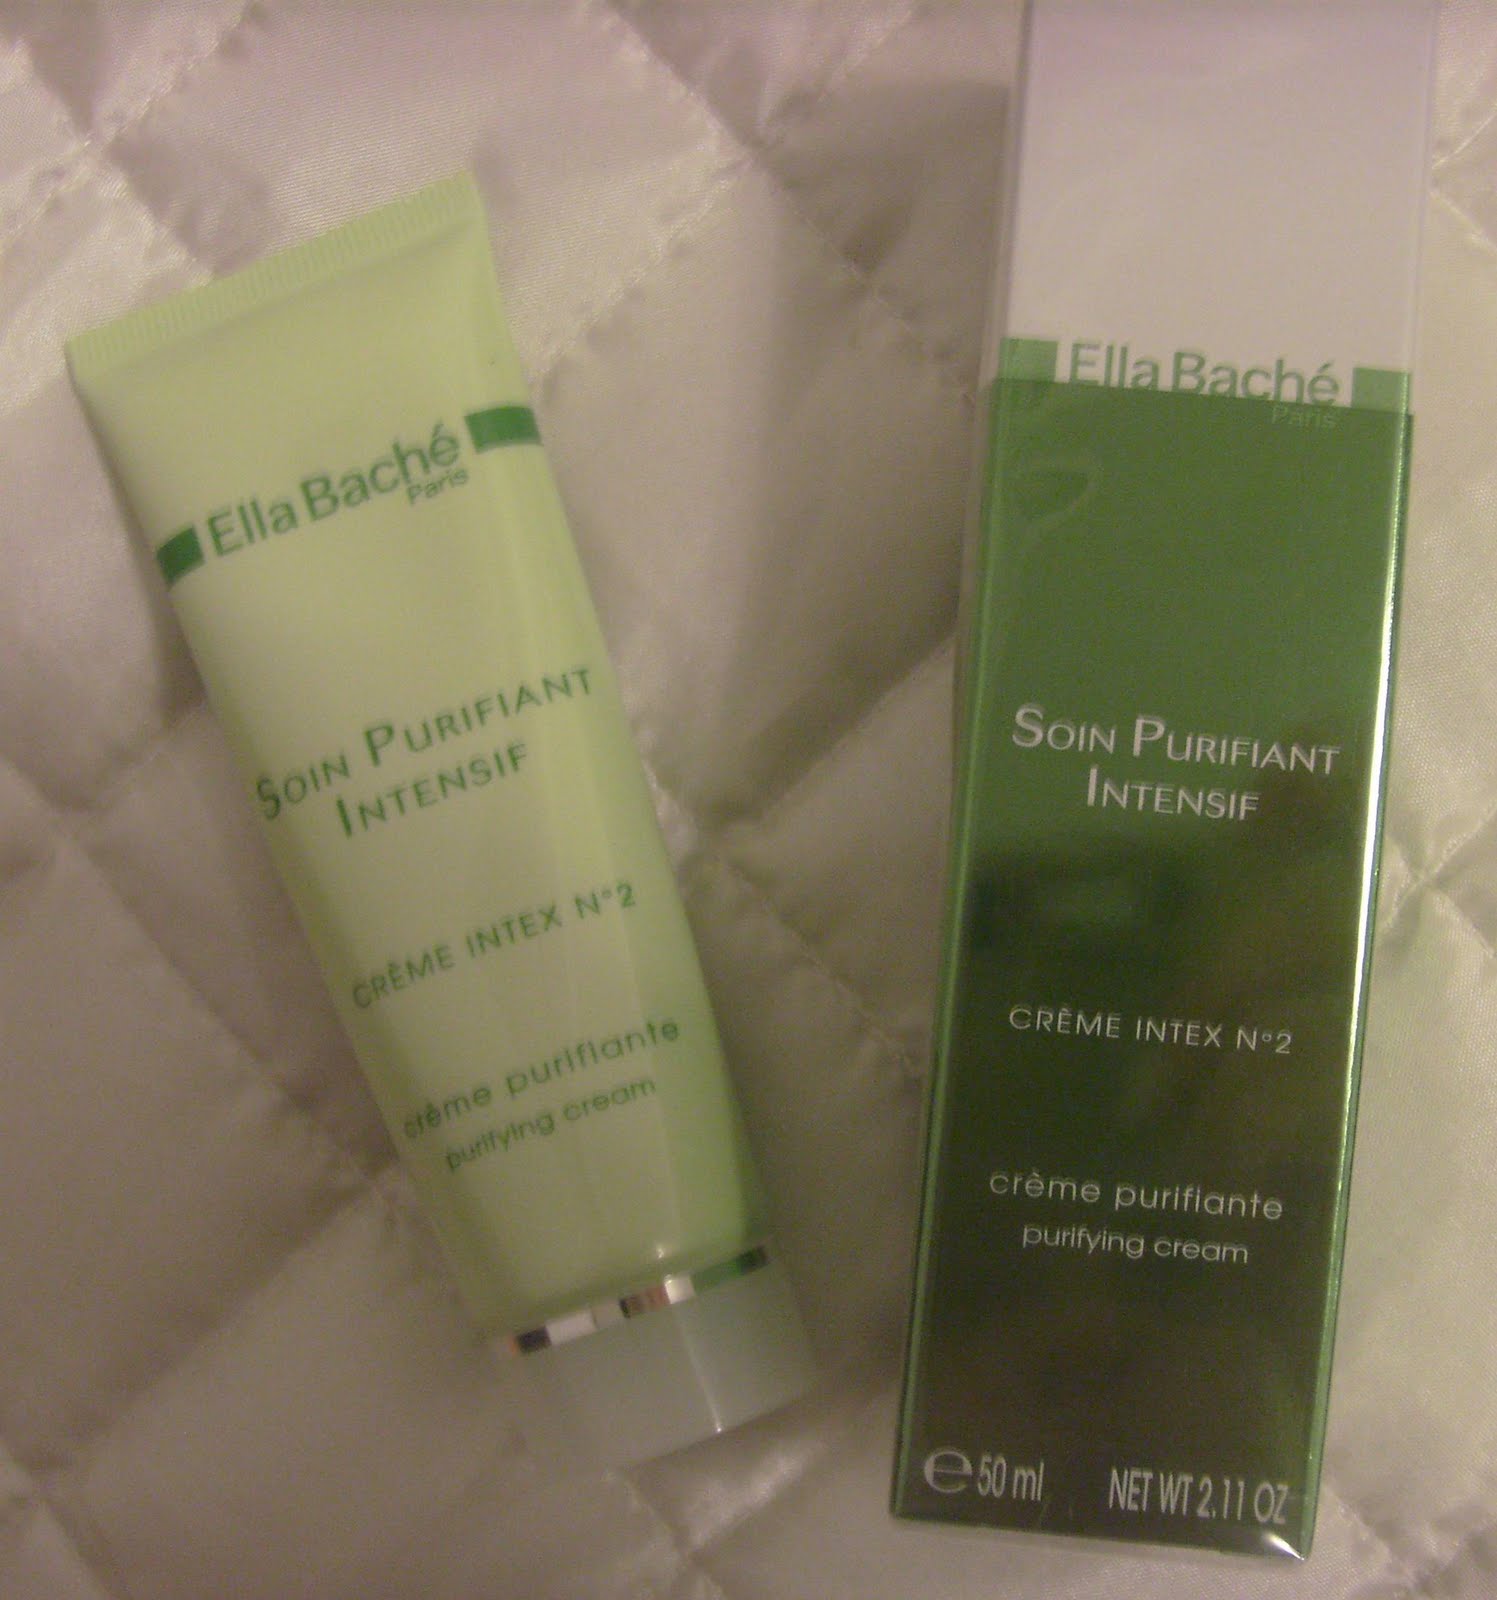 Ella Baché
Paris
SOIN PURIFIANT
INTENSIF
CRÈME INTEX N°2
crème purifiante
purifying cream
Ella Baché
Paris
SOIN PURIFIANT
INTENSIF
CRÈME INTEX N°2
crème purifiante
purifying cream
℮ 50 ml NET WT 2.11 OZ